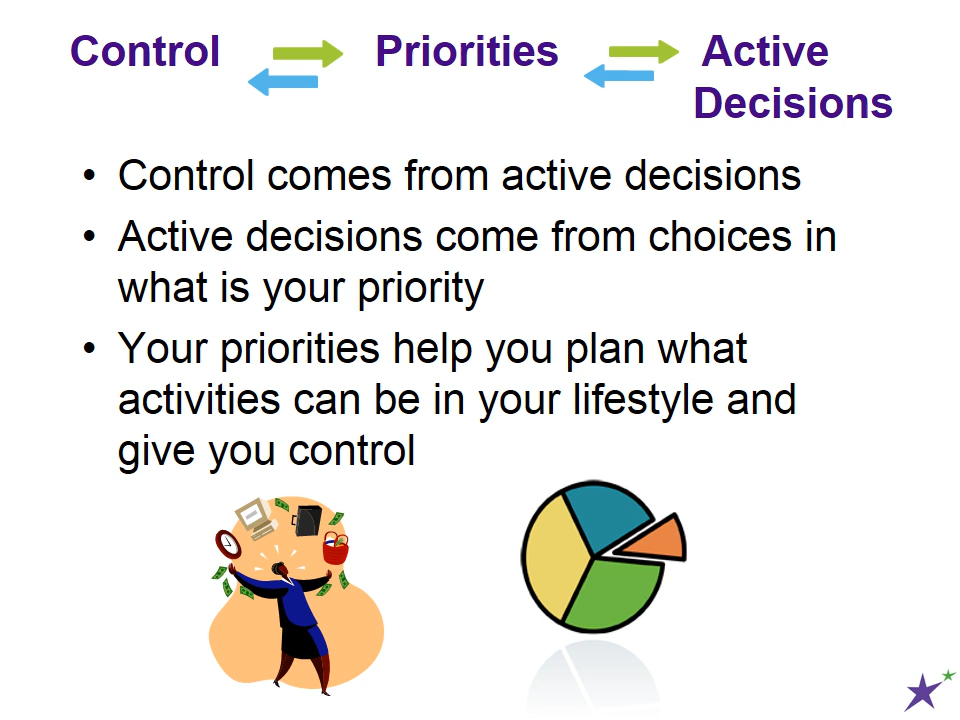 Control Priorities Active
Decisions
• Control comes from active decisions
• Active decisions come from choices in
what is your priority
• Your priorities help you plan what
activities can be in your lifestyle and
give you control